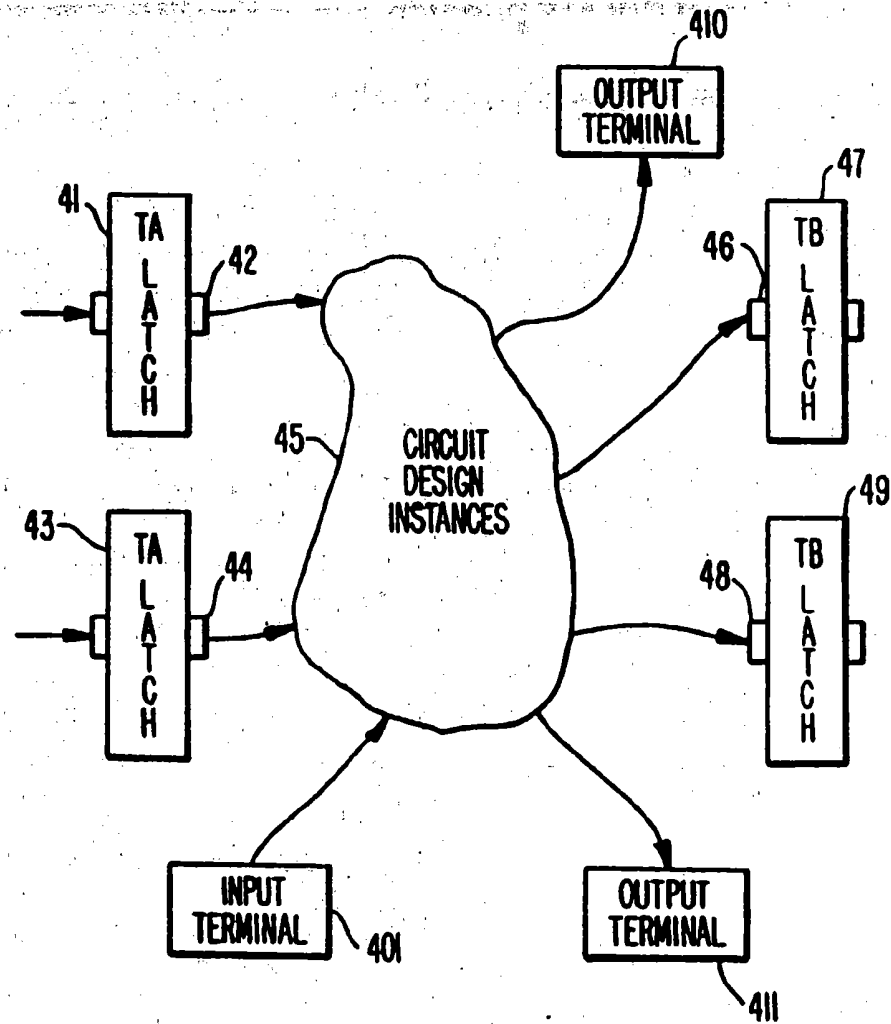 410
OUTPUT
TERMINAL
41
TA
LATCH
42
47
46
TB
LATCH
45
CIRCUIT
DESIGN
INSTANCES
43
TA
LATCH
44
49
48
TB
LATCH
INPUT
TERMINAL
401
OUTPUT
TERMINAL
411